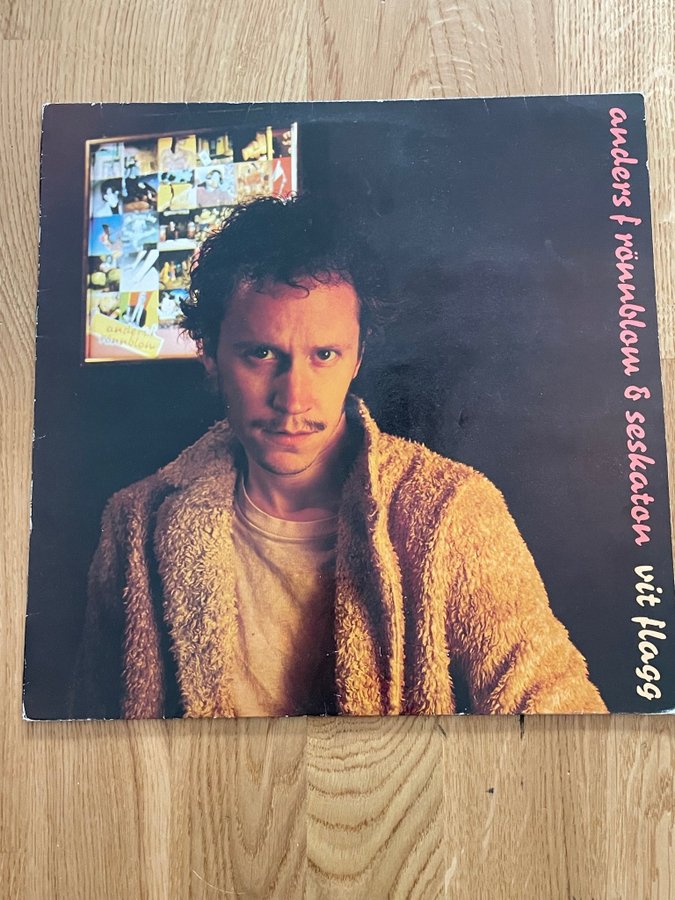 anders f rönnblom & seskaton vit flagg
anders f
rönnblom